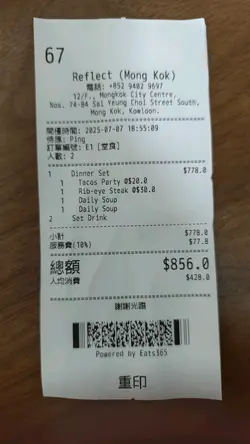 67
Reflect (Mong Kok)
電話: +852 9402 9697
12/F., Mongkok City Centre,
Nos. 74-84 Sai Yeung Choi Street South,
Mong Kok, Kowloon.
開檯時間: 2025-07-07 18:55:09
侍應: Ping
訂單編號: E1 [堂食]
人數: 2
1 Dinner Set $778.0
1 Tacos Party @$20.0
1 Rib-eye Steak @$30.0
1 Daily Soup
1 Daily Soup
2 Set Drink
小計 $778.0
服務費(10%) $77.8
總額 $856.0
人均消費 $428.0
謝謝光臨
Powered by Eats365
重印